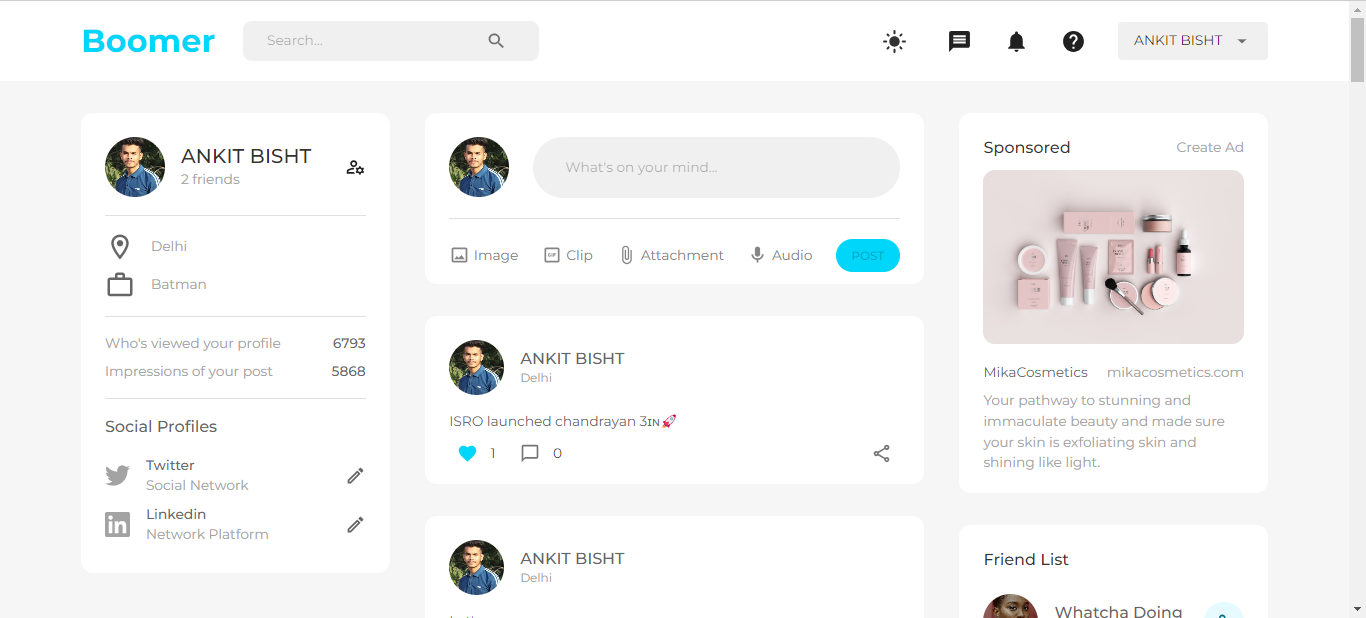 Boomer
Search...
ANKIT BISHT
ANKIT BISHT
2 friends
Delhi
Batman
Who's viewed your profile 6793
Impressions of your post 5868
Social Profiles
Twitter
Social Network
Linkedin
Network Platform
What's on your mind...
Image
GIF
Clip
Attachment
Audio
POST
ANKIT BISHT
Delhi
ISRO launched chandrayan 3ɪɴ🚀
1
0
ANKIT BISHT
Delhi
Sponsored
Create Ad
MikaCosmetics
mikacosmetics.com
Your pathway to stunning and
immaculate beauty and made sure
your skin is exfoliating skin and
shining like light.
Friend List
Whatcha Doing